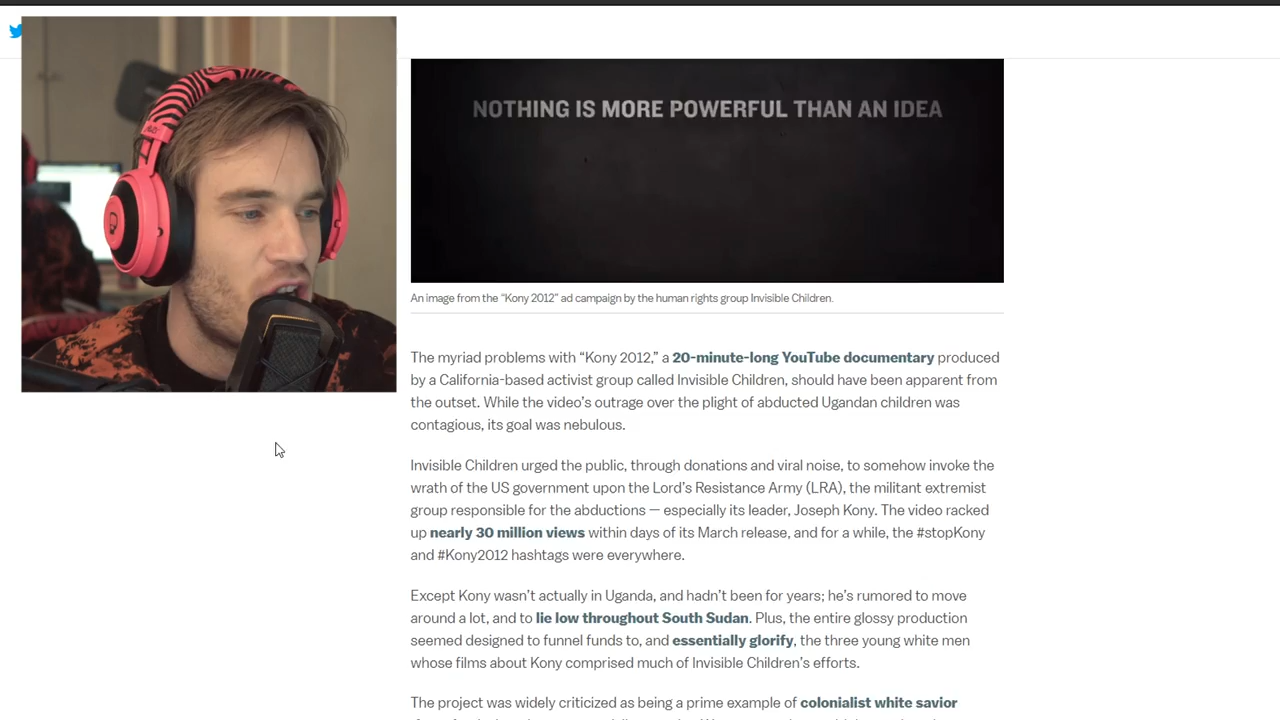 NOTHING IS MORE POWERFUL THAN AN IDEA
An image from the “Kony 2012” ad campaign by the human rights group Invisible Children.
The myriad problems with “Kony 2012,” a 20-minute-long YouTube documentary produced
by a California-based activist group called Invisible Children, should have been apparent from
the outset. While the video’s outrage over the plight of abducted Ugandan children was
contagious, its goal was nebulous.
Invisible Children urged the public, through donations and viral noise, to somehow invoke the
wrath of the US government upon the Lord’s Resistance Army (LRA), the militant extremist
group responsible for the abductions — especially its leader, Joseph Kony. The video racked
up nearly 30 million views within days of its March release, and for a while, the #stopKony
and #Kony2012 hashtags were everywhere.
Except Kony wasn’t actually in Uganda, and hadn’t been for years; he’s rumored to move
around a lot, and to lie low throughout South Sudan. Plus, the entire glossy production
seemed designed to funnel funds to, and essentially glorify, the three young white men
whose films about Kony comprised much of Invisible Children’s efforts.
The project was widely criticized as being a prime example of colonialist white savior